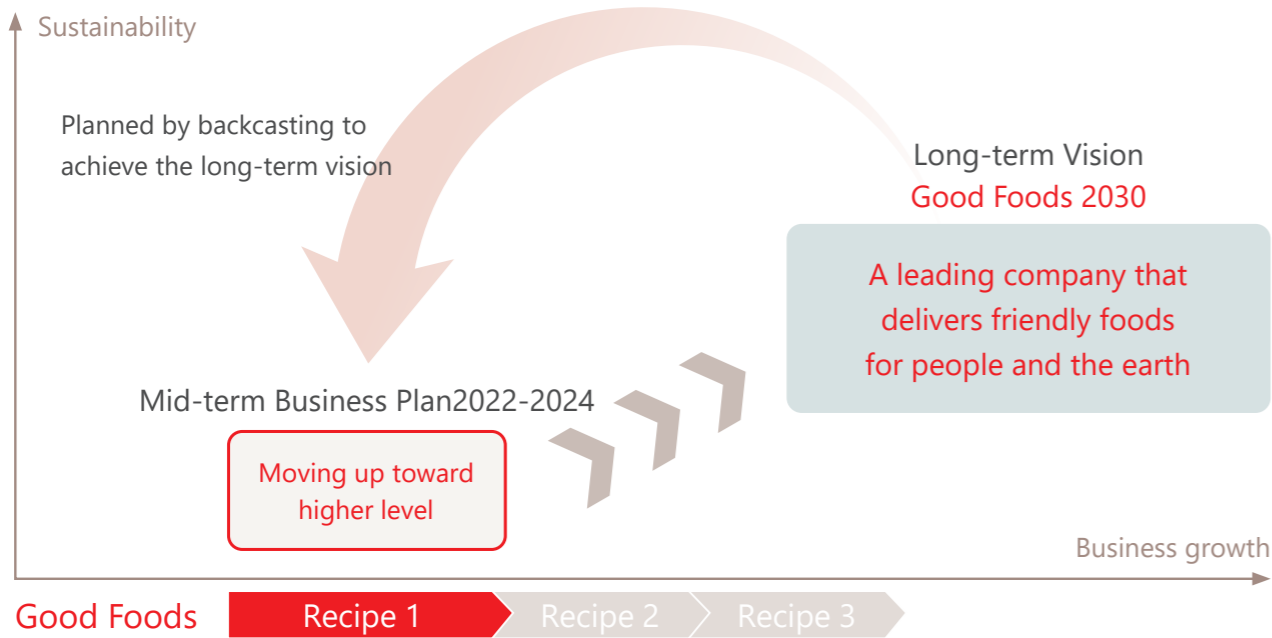 Sustainability
Planned by backcasting to
achieve the long-term vision
Long-term Vision
Good Foods 2030
A leading company that
delivers friendly foods
for people and the earth
Mid-term Business Plan2022-2024
Moving up toward
higher level
Business growth
Good Foods
Recipe 1
Recipe 2
Recipe 3